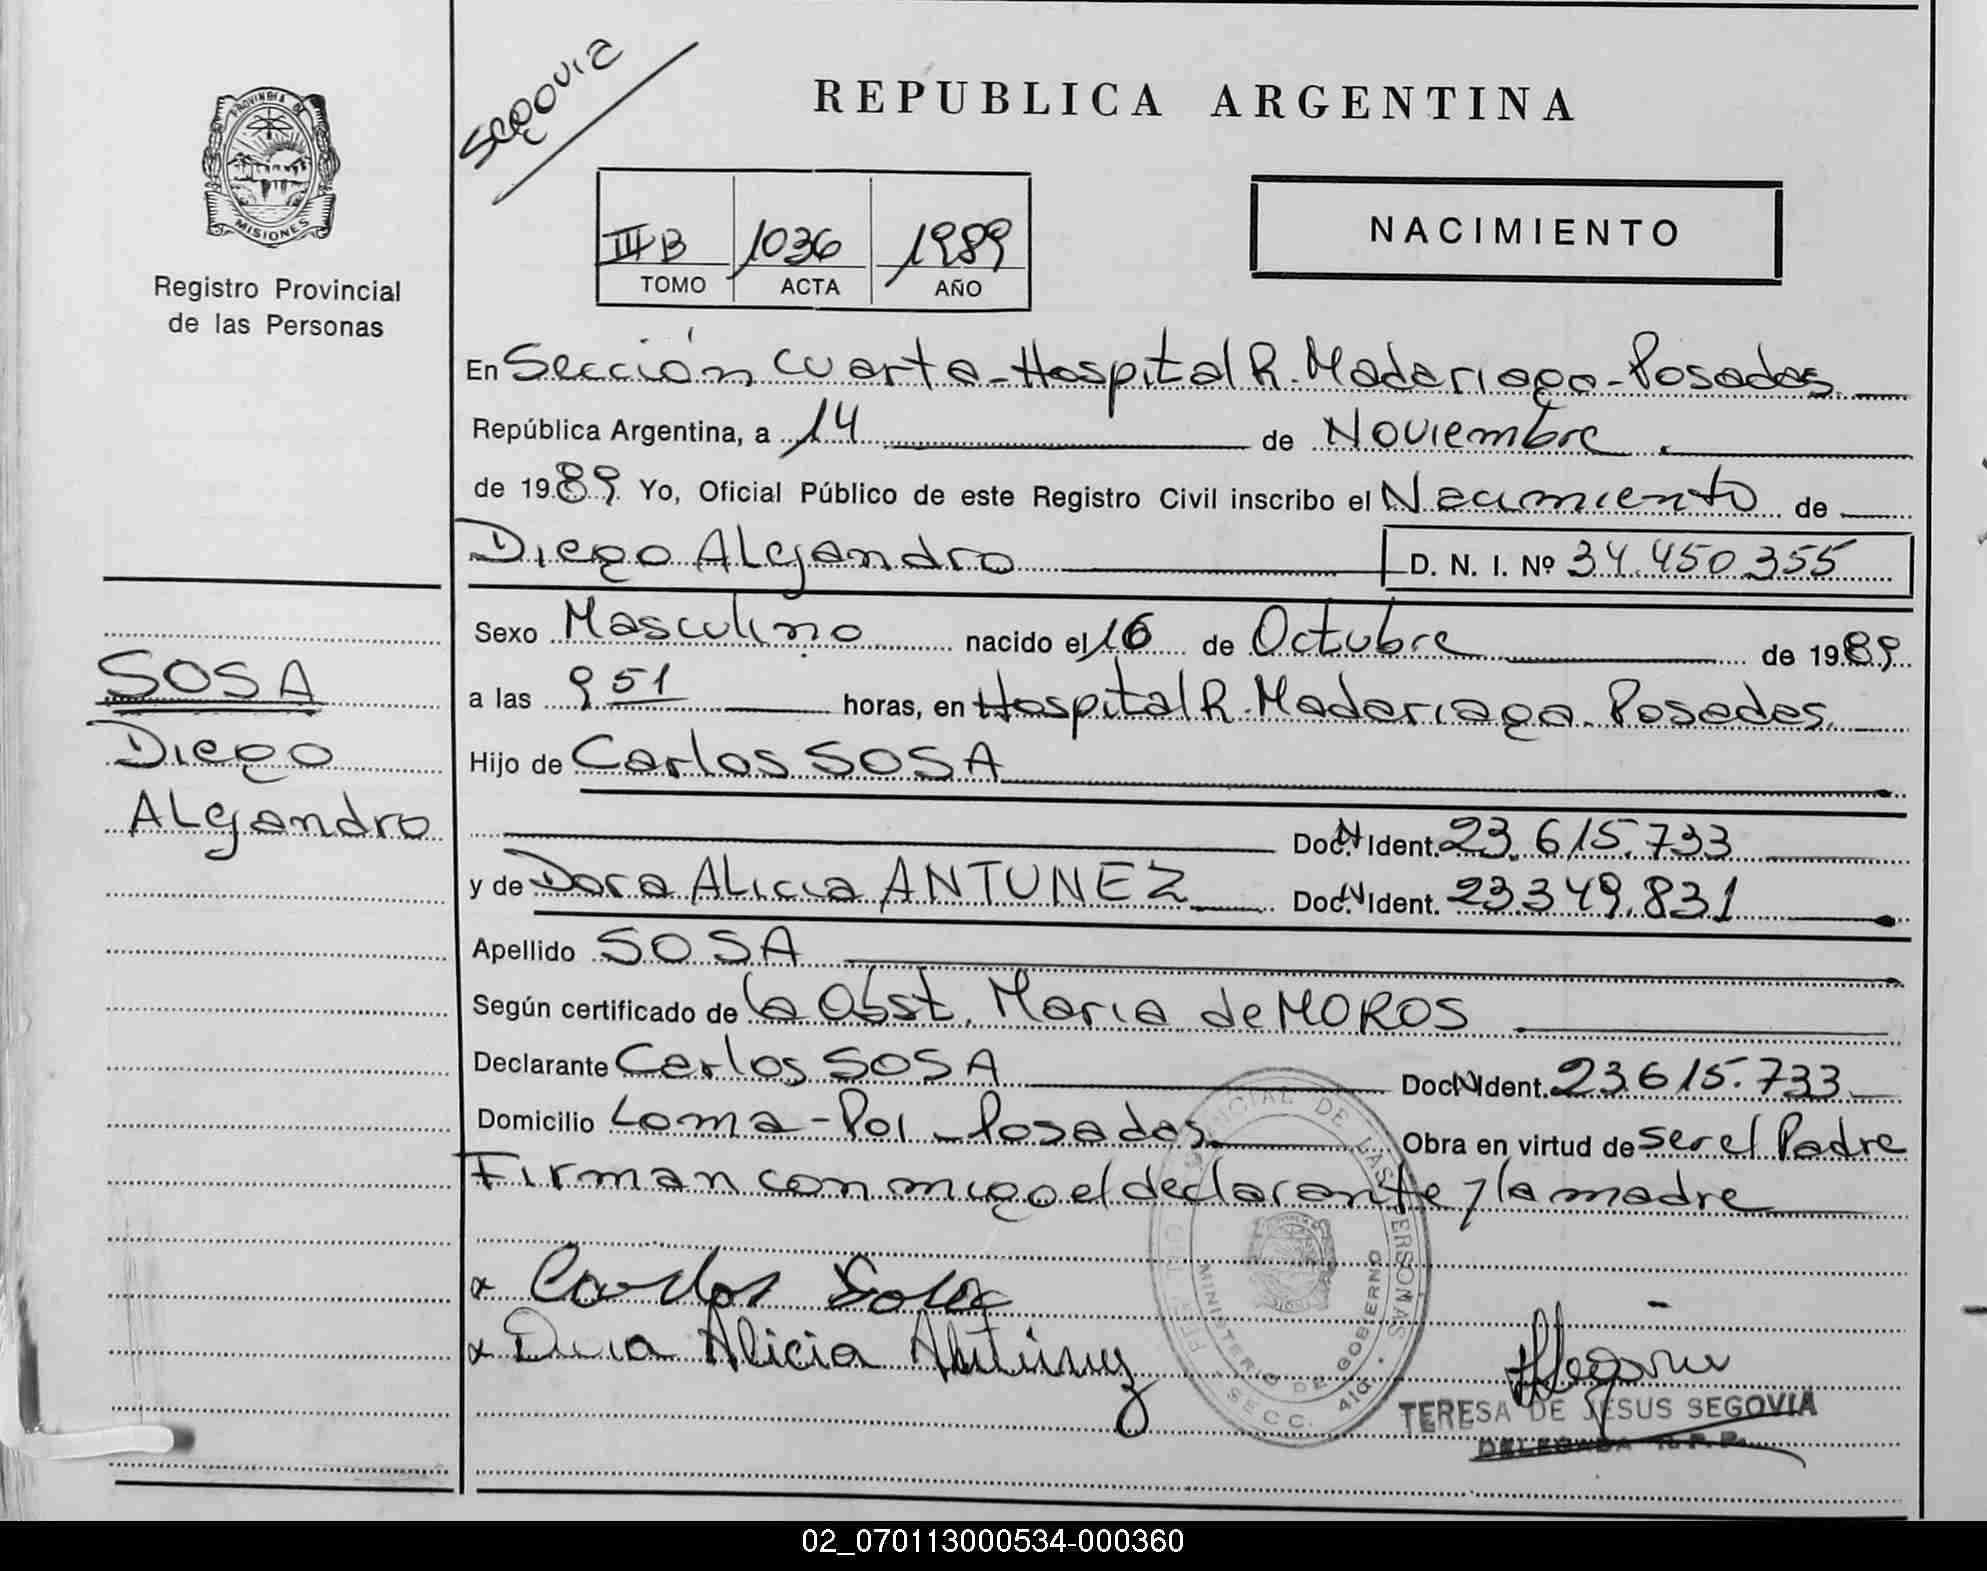 PROVINCIA DE
MISIONES
Registro Provincial
de las Personas
Segovia
REPUBLICA ARGENTINA
III B 1036 1989
TOMO ACTA AÑO
NACIMIENTO
En Sección cuarta - Hospital R. Madariaga - Posadas.
República Argentina, a 14 de Noviembre.
de 1989. Yo, Oficial Público de este Registro Civil inscribo el Nacimiento de
Diego Alejandro D. N. I. Nº 34.450.355
Sexo Masculino nacido el 16 de Octubre de 1989
a las 9 51 horas, en Hospital R. Madariaga. Posadas.
Hijo de Carlos SOSA
Doc. N Ident. 23.615.733
y de Dora Alicia ANTUNEZ Doc. N Ident. 23.349.831
Apellido SOSA
Según certificado de la Obst. Maria de MOROS
Declarante Carlos SOSA Doc. N Ident. 23.615.733
Domicilio Loma-Poi - Posadas Obra en virtud de ser el Padre
Firman conmigo el declarante y la madre
SOSA
Diego
Alejandro
x Carlos Sosa
x Dora Alicia Antunez
MINISTERIO DE GOBIERNO
SECC. 4ta.
TERESA DE JESUS SEGOVIA
DELEGADA R.P.P.
02_070113000534-000360